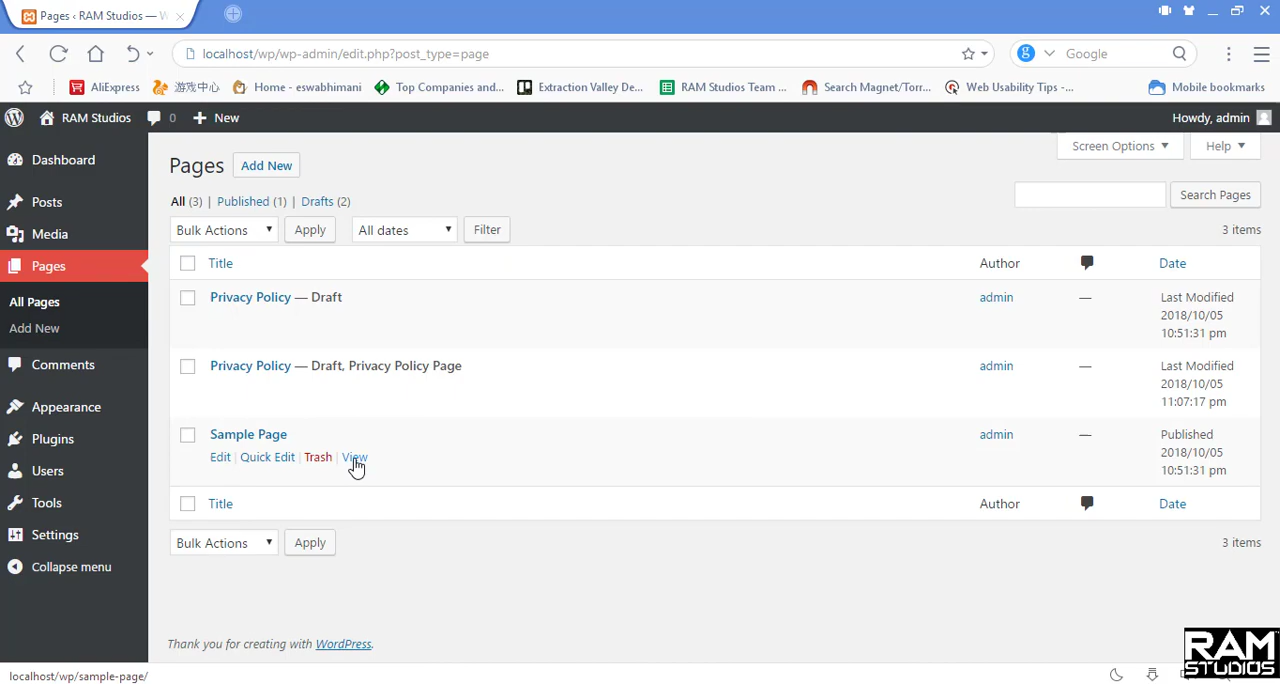 Pages ‹ RAM Studios — W
localhost/wp/wp-admin/edit.php?post_type=page
Google
AliExpress
游戏中心
Home - eswabhimani
Top Companies and...
Extraction Valley De...
RAM Studios Team ...
Search Magnet/Torr...
Web Usability Tips -...
Mobile bookmarks
RAM Studios
0
New
Howdy, admin
Dashboard
Posts
Media
Pages
All Pages
Add New
Comments
Appearance
Plugins
Users
Tools
Settings
Collapse menu
Screen Options
Help
Pages
Add New
All (3) | Published (1) | Drafts (2)
Search Pages
Bulk Actions
Apply
All dates
Filter
3 items
Title
Author
Date
Privacy Policy — Draft
admin
—
Last Modified
2018/10/05
10:51:31 pm
Privacy Policy — Draft, Privacy Policy Page
admin
—
Last Modified
2018/10/05
11:07:17 pm
Sample Page
Edit | Quick Edit | Trash | View
admin
—
Published
2018/10/05
10:51:31 pm
Title
Author
Date
Bulk Actions
Apply
3 items
Thank you for creating with WordPress.
localhost/wp/sample-page/
RAM
STUDIOS